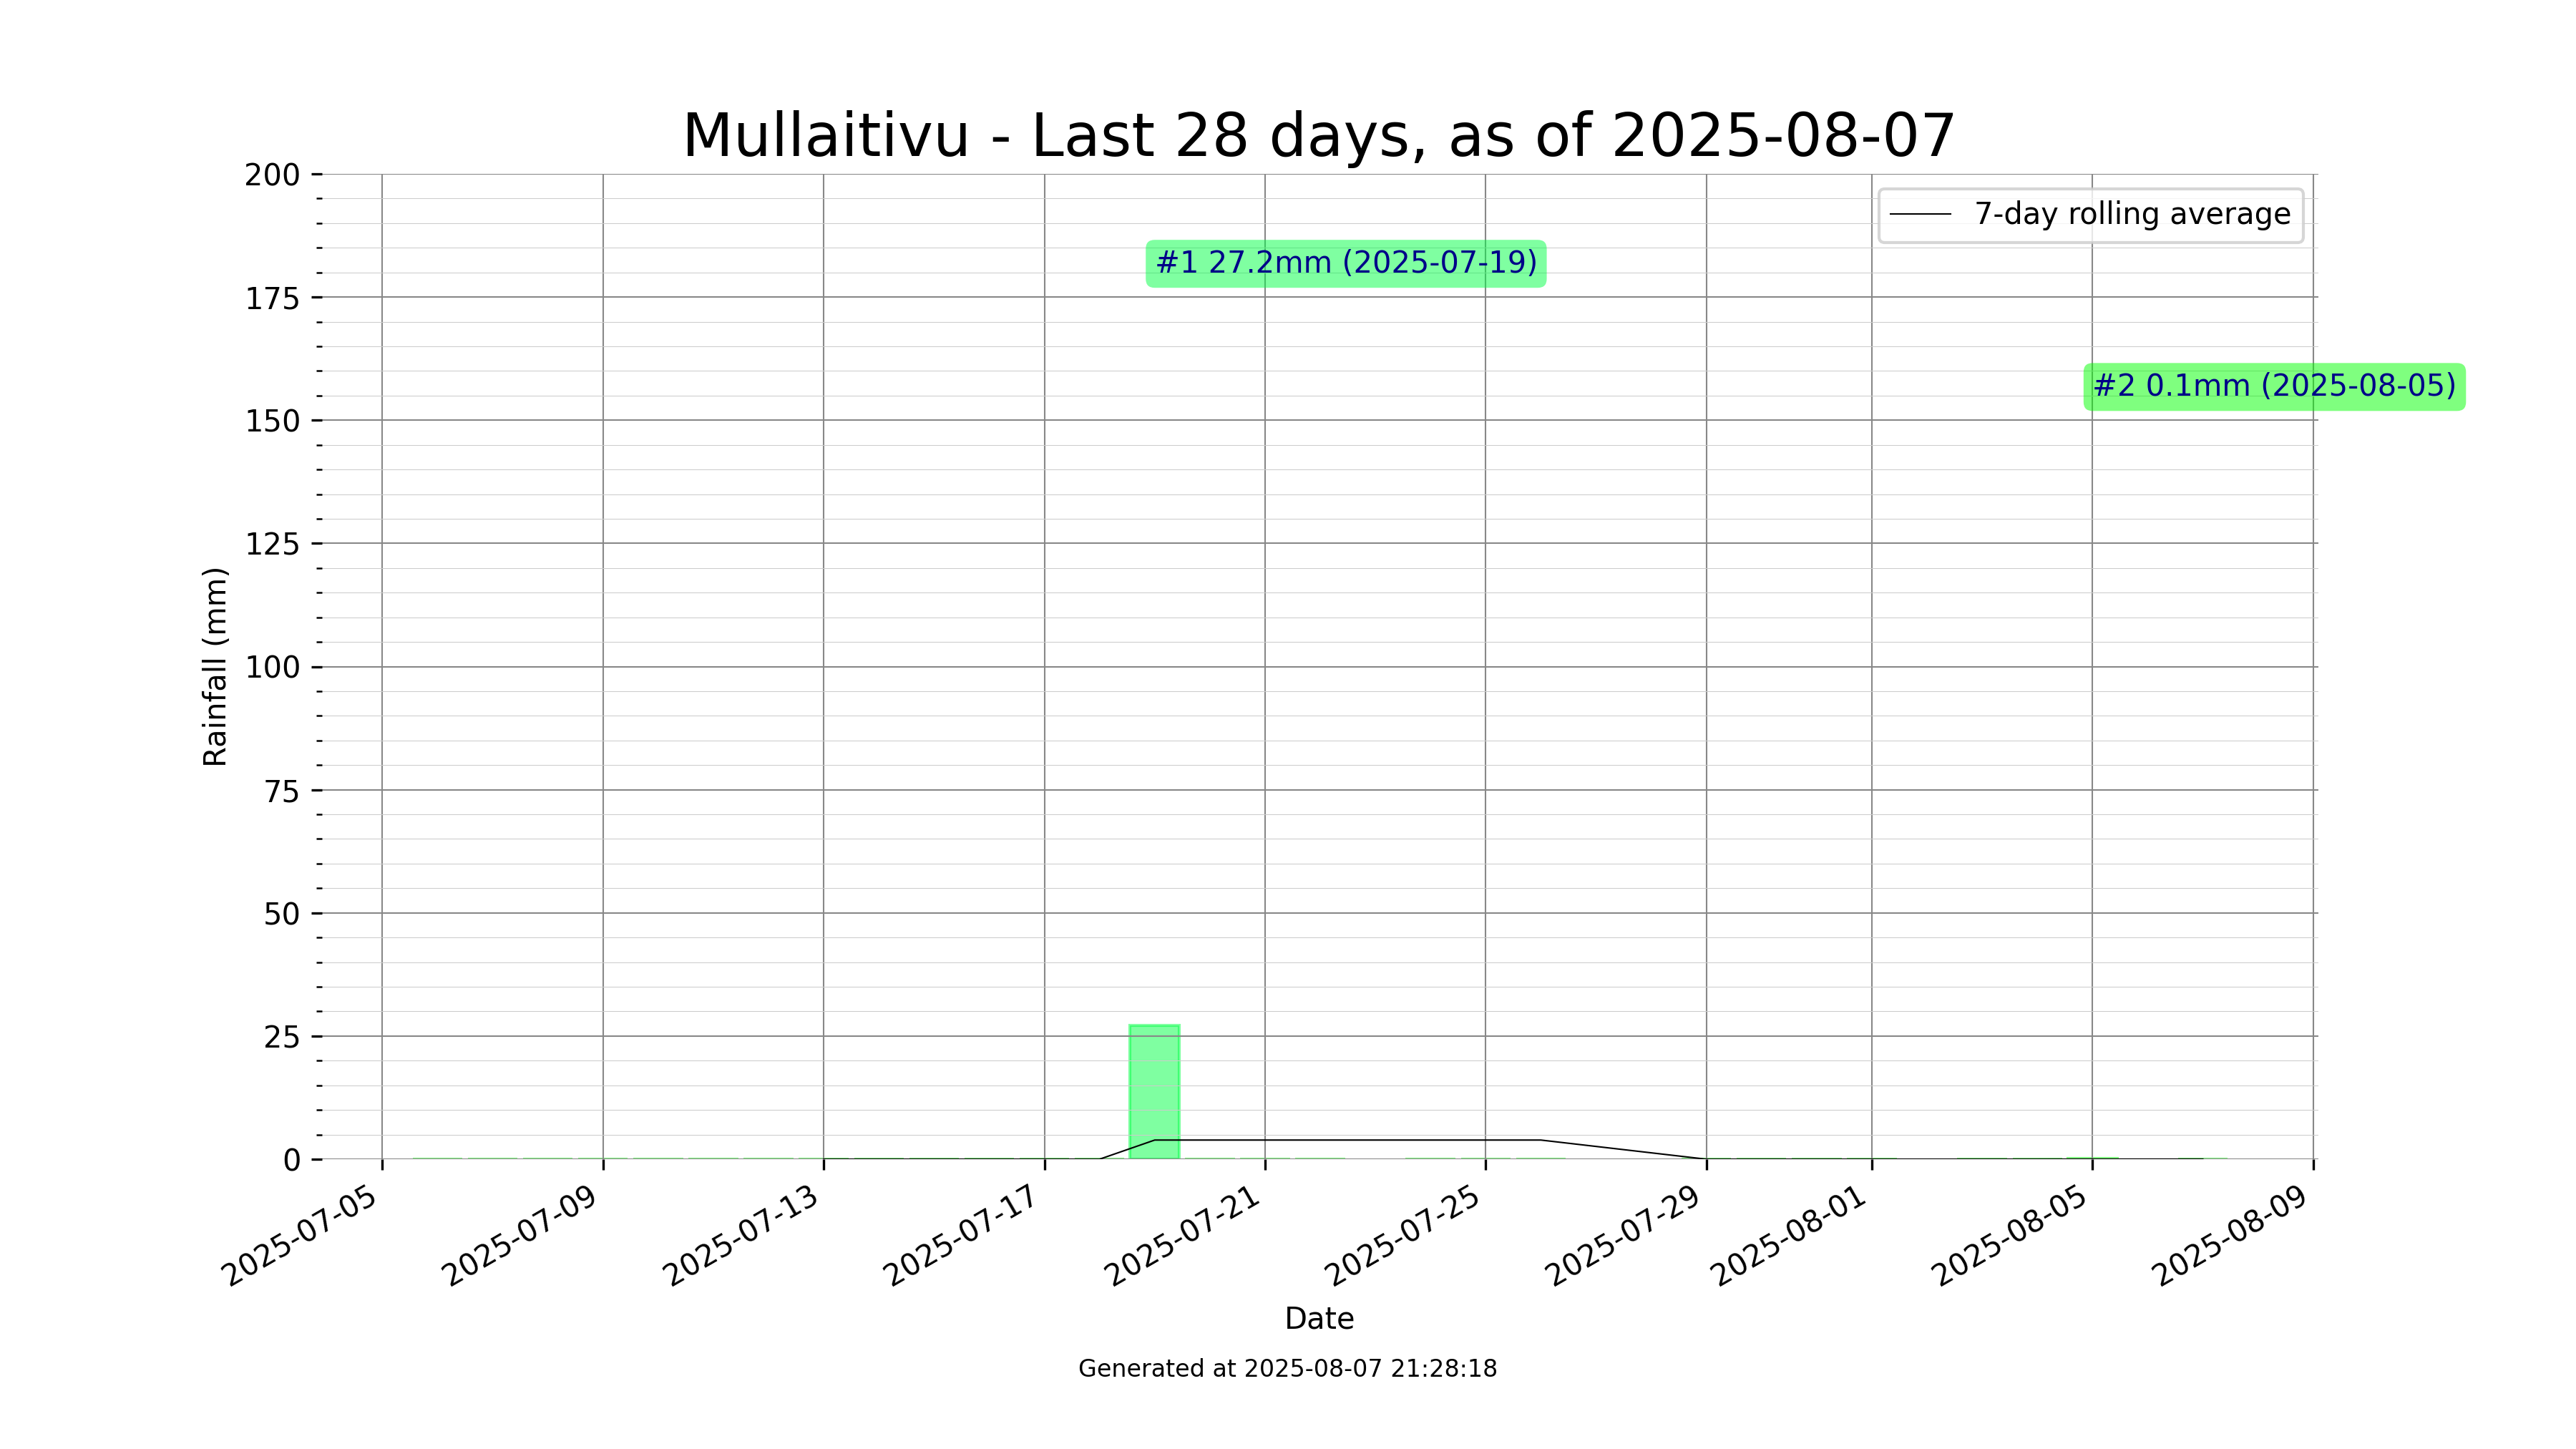 Mullaitivu - Last 28 days, as of 2025-08-07
7-day rolling average
#1 27.2mm (2025-07-19)
#2 0.1mm (2025-08-05)
Rainfall (mm)
200
175
150
125
100
75
50
25
0
2025-07-05
2025-07-09
2025-07-13
2025-07-17
2025-07-21
2025-07-25
2025-07-29
2025-08-01
2025-08-05
2025-08-09
Date
Generated at 2025-08-07 21:28:18